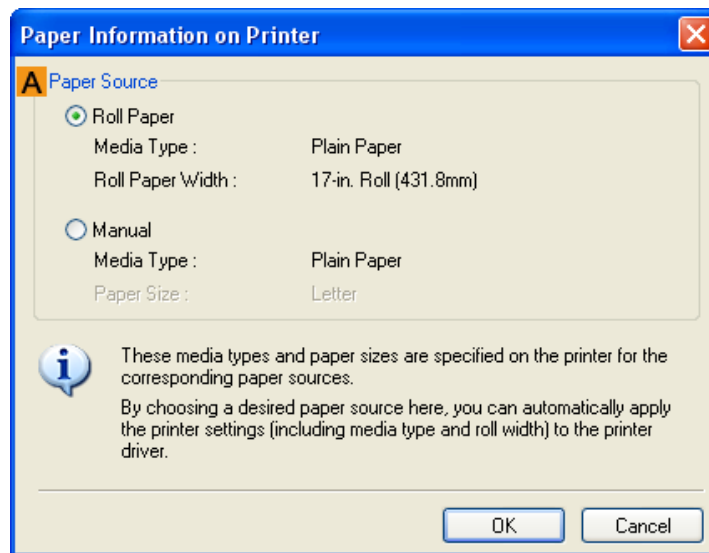 Paper Information on Printer
A Paper Source
Roll Paper
Media Type : Plain Paper
Roll Paper Width : 17-in. Roll (431.8mm)
Manual
Media Type : Plain Paper
Paper Size : Letter
These media types and paper sizes are specified on the printer for the
corresponding paper sources.
By choosing a desired paper source here, you can automatically apply
the printer settings (including media type and roll width) to the printer
driver.
OK Cancel